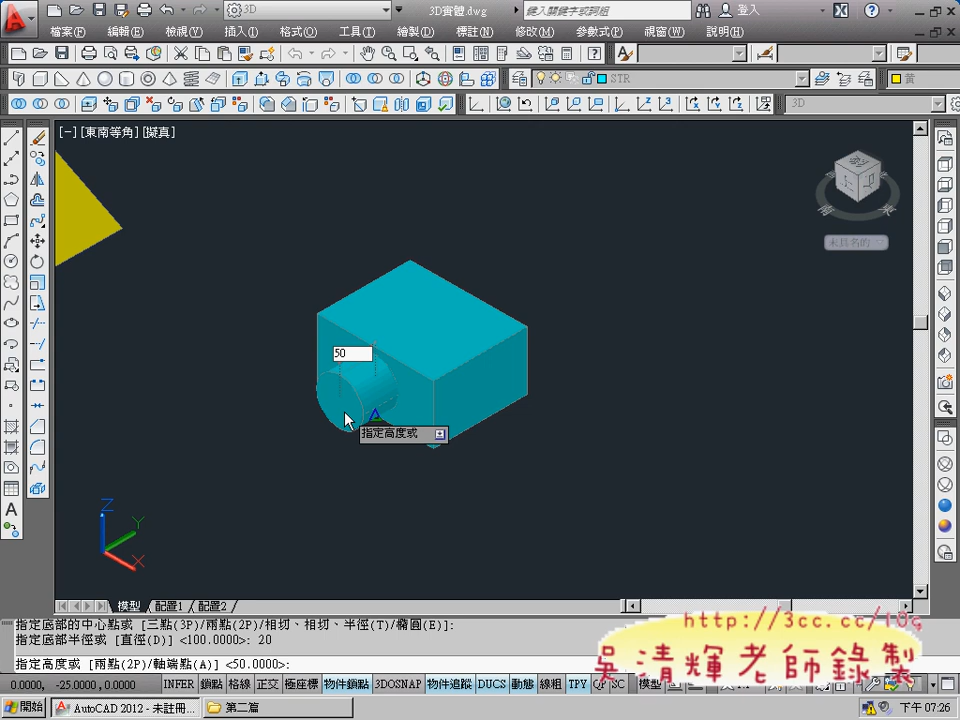 3D
3D實體.dwg
鍵入關鍵字或詞組
登入
檔案(F) 編輯(E) 檢視(V) 插入(I) 格式(O) 工具(T) 繪製(D) 標註(N) 修改(M) 參數式(P) 視窗(W) 說明(H)
STR
黃
3D
[-][東南等角][擬真]
南 東
未具名的
50
指定高度或
Z
Y
X
模型 配置1 配置2
指定底部的中心點或 [三點(3P)/兩點(2P)/相切、相切、半徑(T)/橢圓(E)]:
指定底部半徑或 [直徑(D)] <100.0000>: 20
指定高度或 [兩點(2P)/軸端點(A)] <50.0000>:
http://3cc.cc/10s
吳清輝老師錄製
0.0000, -25.0000, 0.0000 INFER 鎖點 格線 正交 極座標 物件鎖點 3DOSNAP 物件追蹤 DUCS 動態 線粗 TPY QP SC 模型
開始 AutoCAD 2012 - 未註冊... 第二篇 下午 07:26